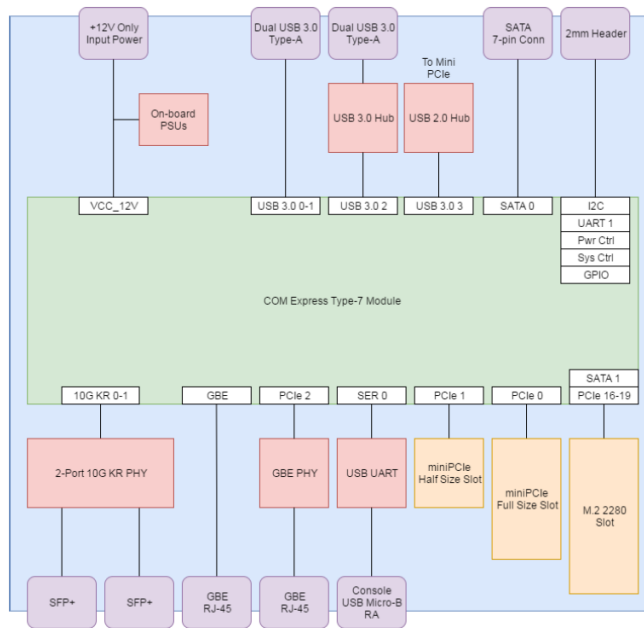 +12V Only
Input Power
Dual USB 3.0
Type-A
Dual USB 3.0
Type-A
SATA
7-pin Conn
2mm Header
To Mini
PCIe
On-board
PSUs
USB 3.0 Hub
USB 2.0 Hub
VCC_12V
USB 3.0 0-1
USB 3.0 2
USB 3.0 3
SATA 0
I2C
UART 1
Pwr Ctrl
Sys Ctrl
GPIO
COM Express Type-7 Module
SATA 1
10G KR 0-1
GBE
PCIe 2
SER 0
PCIe 1
PCIe 0
PCIe 16-19
2-Port 10G KR PHY
GBE PHY
USB UART
miniPCIe
Half Size Slot
miniPCIe
Full Size Slot
M.2 2280
Slot
SFP+
SFP+
GBE
RJ-45
GBE
RJ-45
Console
USB Micro-B
RA